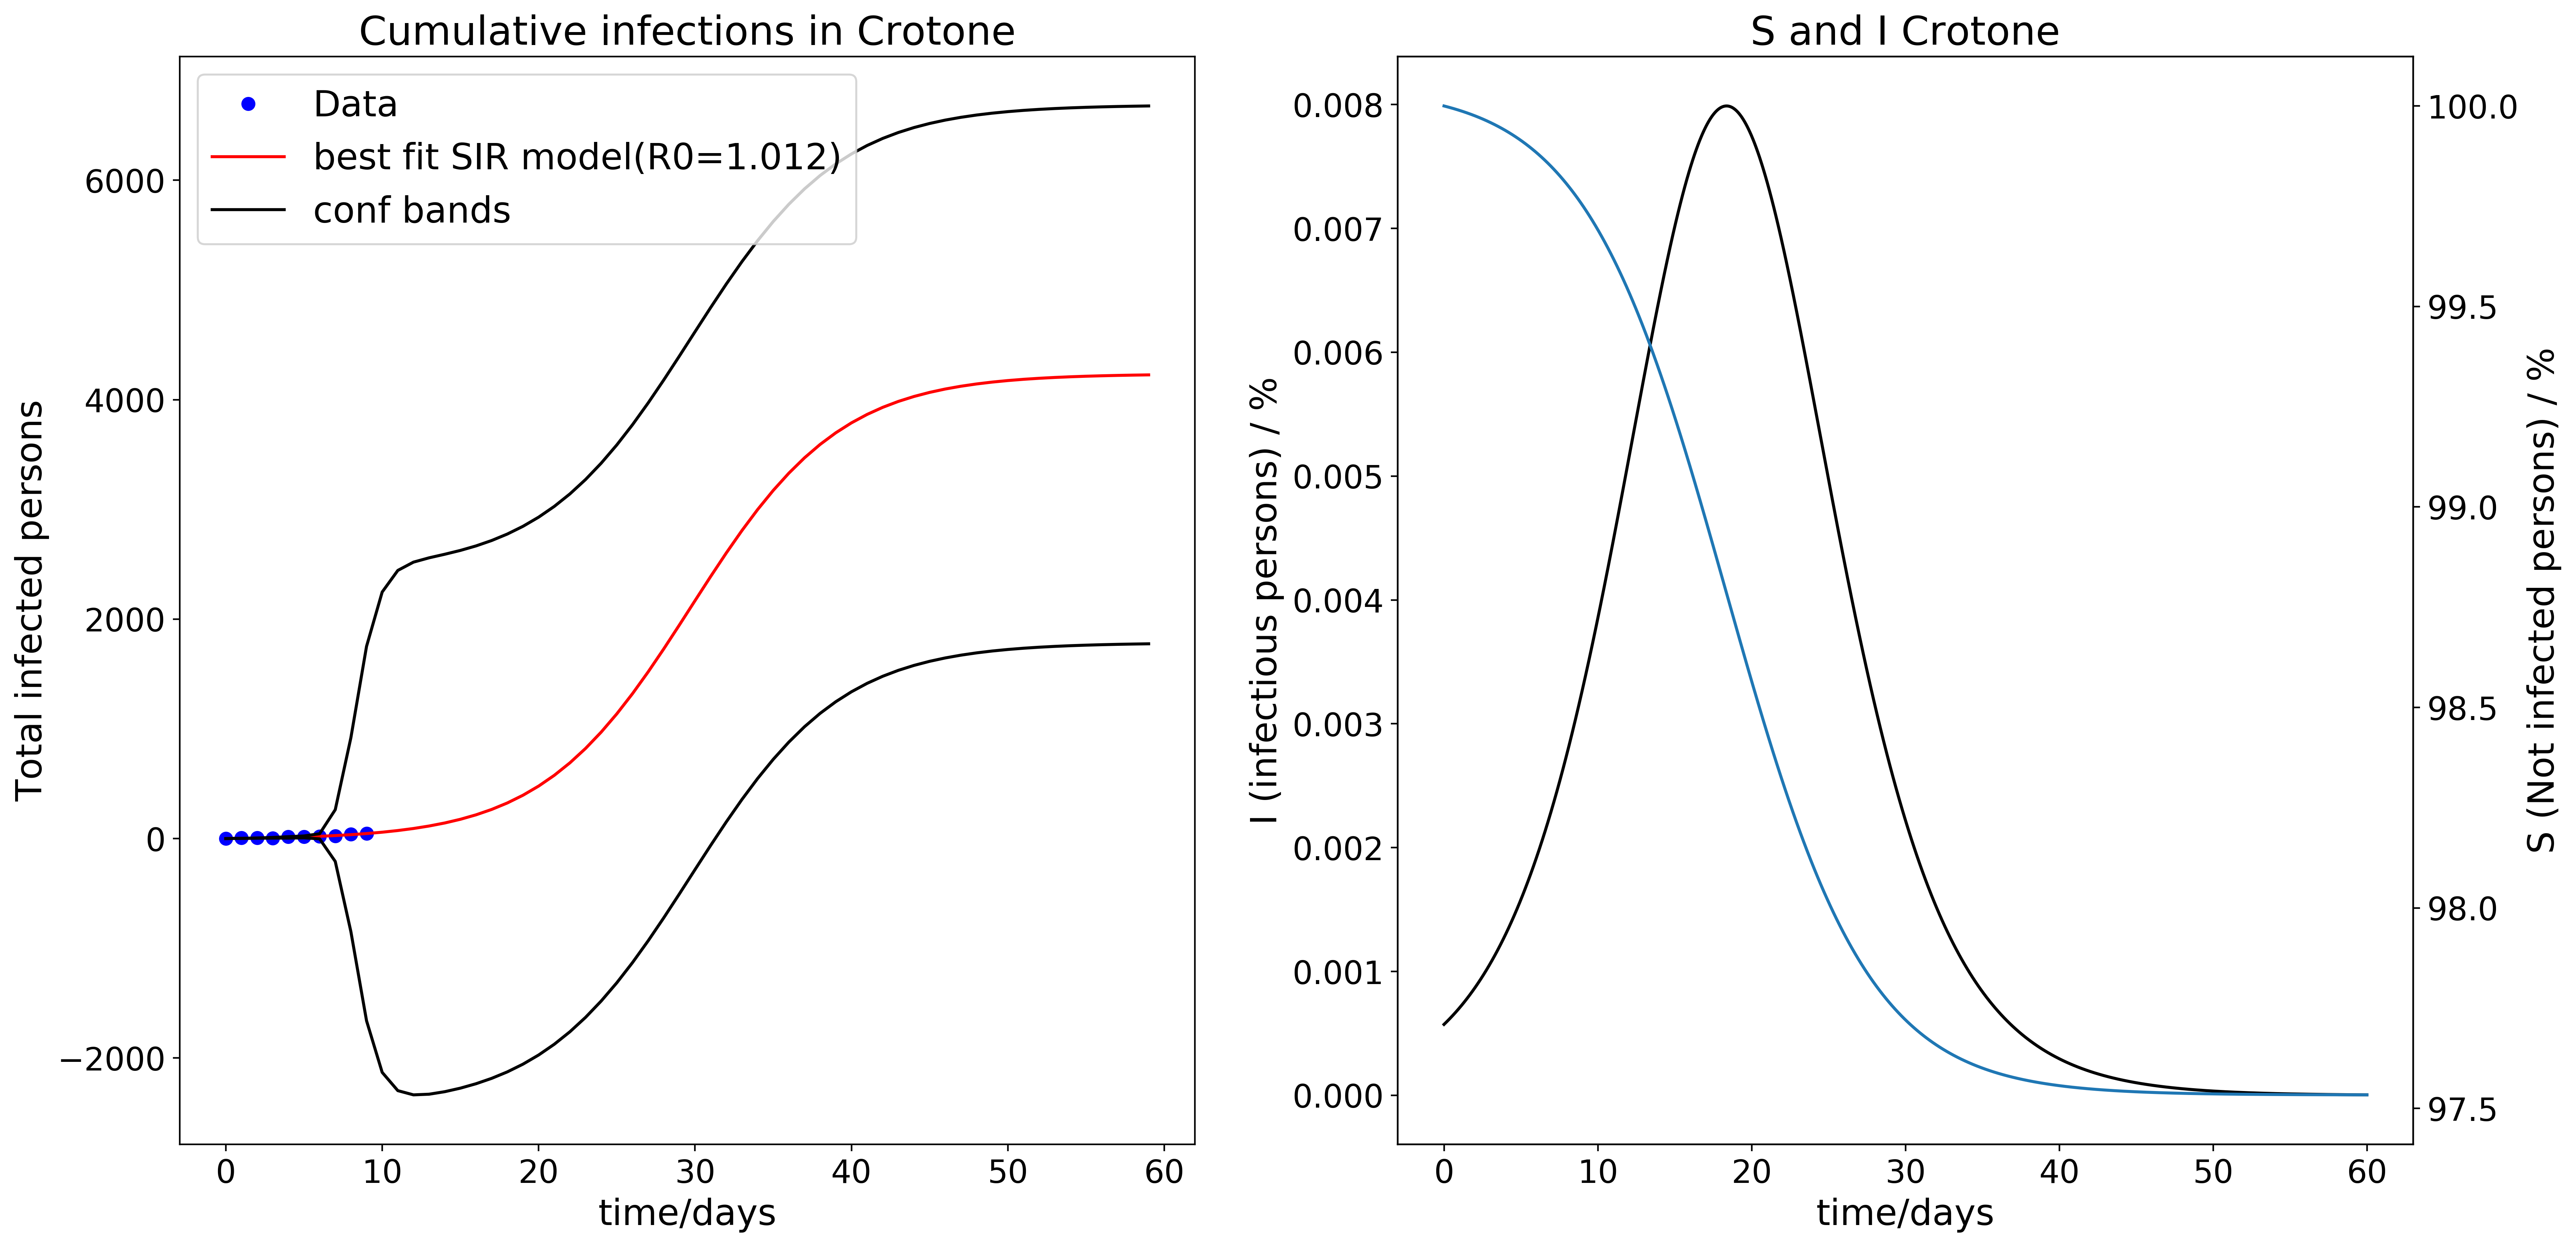 Cumulative infections in Crotone
Data
best fit SIR model(R0=1.012)
conf bands
Total infected persons
6000
4000
2000
0
−2000
0 10 20 30 40 50 60
time/days
S and I Crotone
I (infectious persons) / %
0.008
0.007
0.006
0.005
0.004
0.003
0.002
0.001
0.000
100.0
99.5
99.0
98.5
98.0
97.5
S (Not infected persons) / %
0 10 20 30 40 50 60
time/days